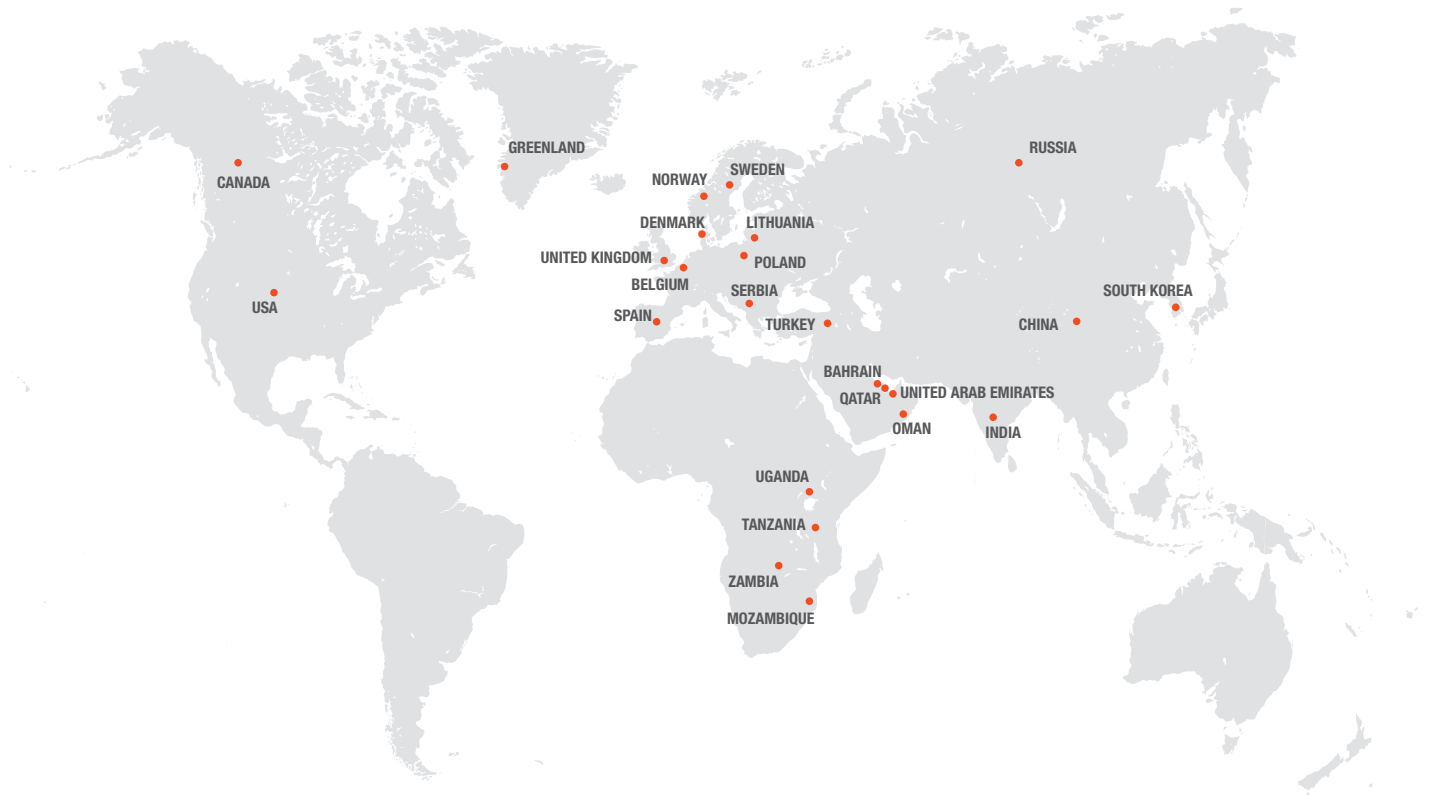 GREENLAND
RUSSIA
SWEDEN
NORWAY
CANADA
DENMARK
LITHUANIA
UNITED KINGDOM
POLAND
BELGIUM
SERBIA
SOUTH KOREA
USA
SPAIN
TURKEY
CHINA
BAHRAIN
UNITED ARAB EMIRATES
QATAR
OMAN
INDIA
UGANDA
TANZANIA
ZAMBIA
MOZAMBIQUE